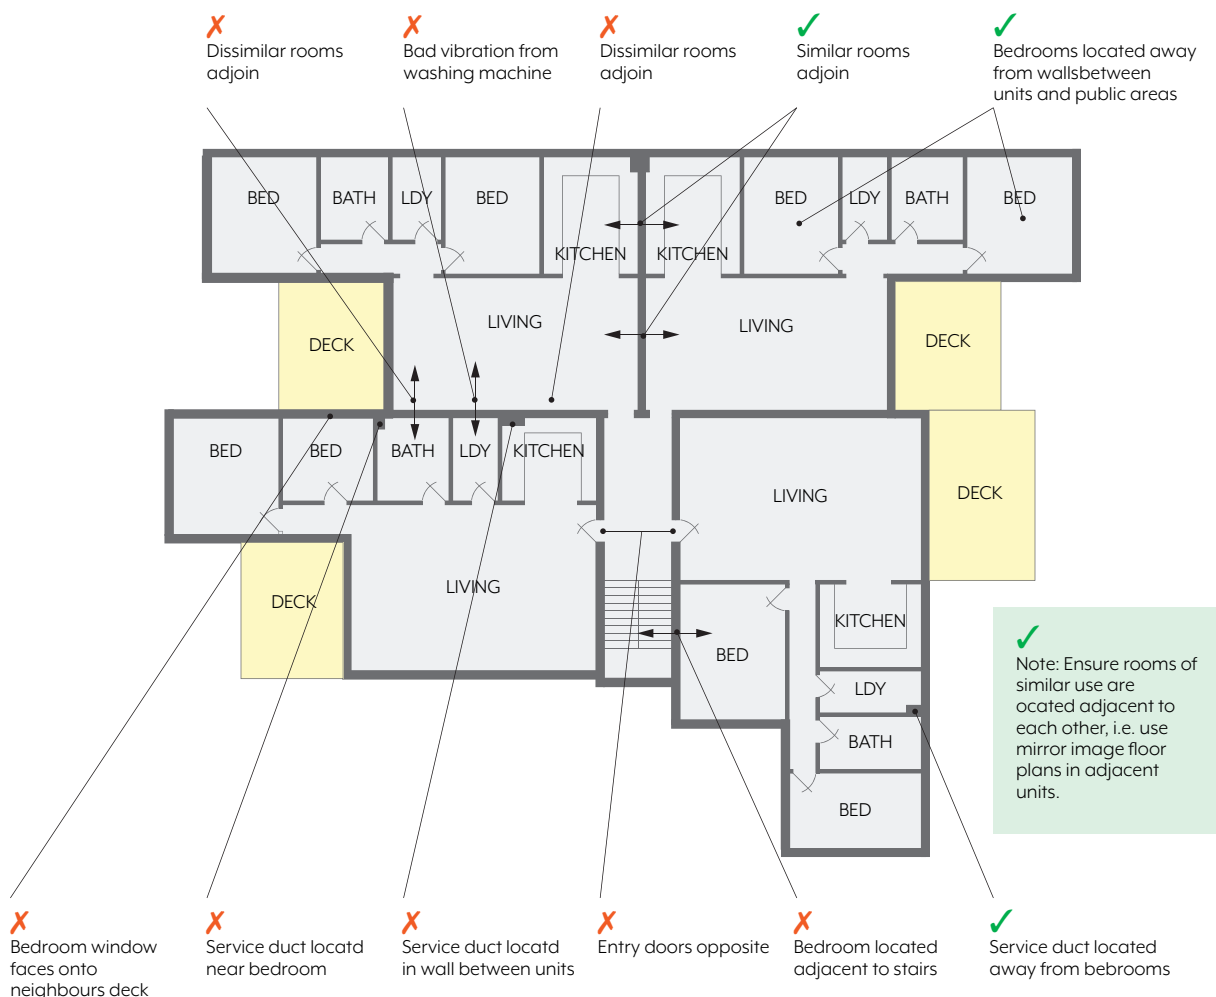 ✗
Dissimilar rooms
adjoin
✗
Bad vibration from
washing machine
✗
Dissimilar rooms
adjoin
✓
Similar rooms
adjoin
✓
Bedrooms located away
from wallsbetween
units and public areas
BED
BATH
LDY
BED
KITCHEN
KITCHEN
BED
LDY
BATH
BED
DECK
LIVING
LIVING
DECK
BED
BED
BATH
LDY
KITCHEN
LIVING
DECK
DECK
LIVING
BED
KITCHEN
LDY
BATH
BED
✓
Note: Ensure rooms of
similar use are
ocated adjacent to
each other, i.e. use
mirror image floor
plans in adjacent
units.
✗
Bedroom window
faces onto
neighbours deck
✗
Service duct locatd
near bedroom
✗
Service duct locatd
in wall between units
✗
Entry doors opposite
✗
Bedroom located
adjacent to stairs
✓
Service duct located
away from bebrooms